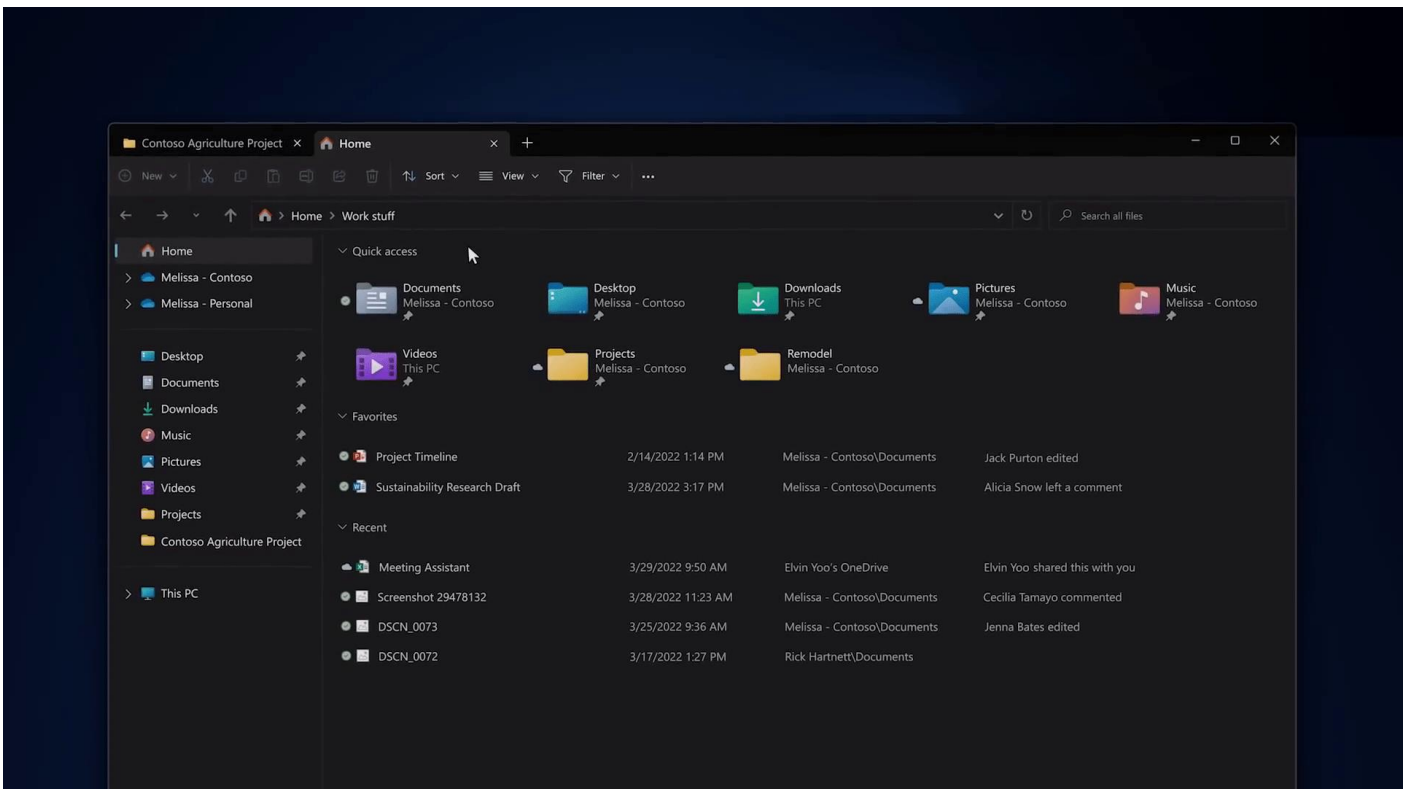 Contoso Agriculture Project
Home
New
Sort
View
Filter
Home > Work stuff
Search all files
Home
Melissa - Contoso
Melissa - Personal
Desktop
Documents
Downloads
Music
Pictures
Videos
Projects
Contoso Agriculture Project
This PC
Quick access
Documents
Melissa - Contoso
Desktop
Melissa - Contoso
Downloads
This PC
Pictures
Melissa - Contoso
Music
Melissa - Contoso
Videos
This PC
Projects
Melissa - Contoso
Remodel
Melissa - Contoso
Favorites
Project Timeline 2/14/2022 1:14 PM Melissa - Contoso\Documents Jack Purton edited
Sustainability Research Draft 3/28/2022 3:17 PM Melissa - Contoso\Documents Alicia Snow left a comment
Recent
Meeting Assistant 3/29/2022 9:50 AM Elvin Yoo's OneDrive Elvin Yoo shared this with you
Screenshot 29478132 3/28/2022 11:23 AM Melissa - Contoso\Documents Cecilia Tamayo commented
DSCN_0073 3/25/2022 9:36 AM Melissa - Contoso\Documents Jenna Bates edited
DSCN_0072 3/17/2022 1:27 PM Rick Hartnett\Documents